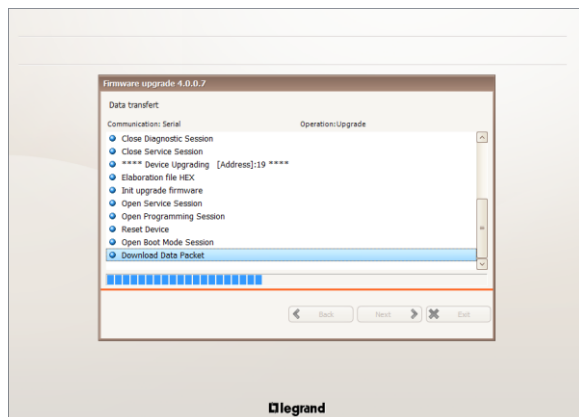 Firmware upgrade 4.0.0.7
Data transfert
Communication: Serial Operation:Upgrade
Close Diagnostic Session
Close Service Session
**** Device Upgrading [Address]:19 ****
Elaboration file HEX
Init upgrade firmware
Open Service Session
Open Programming Session
Reset Device
Open Boot Mode Session
Download Data Packet
Back Next Exit
legrand